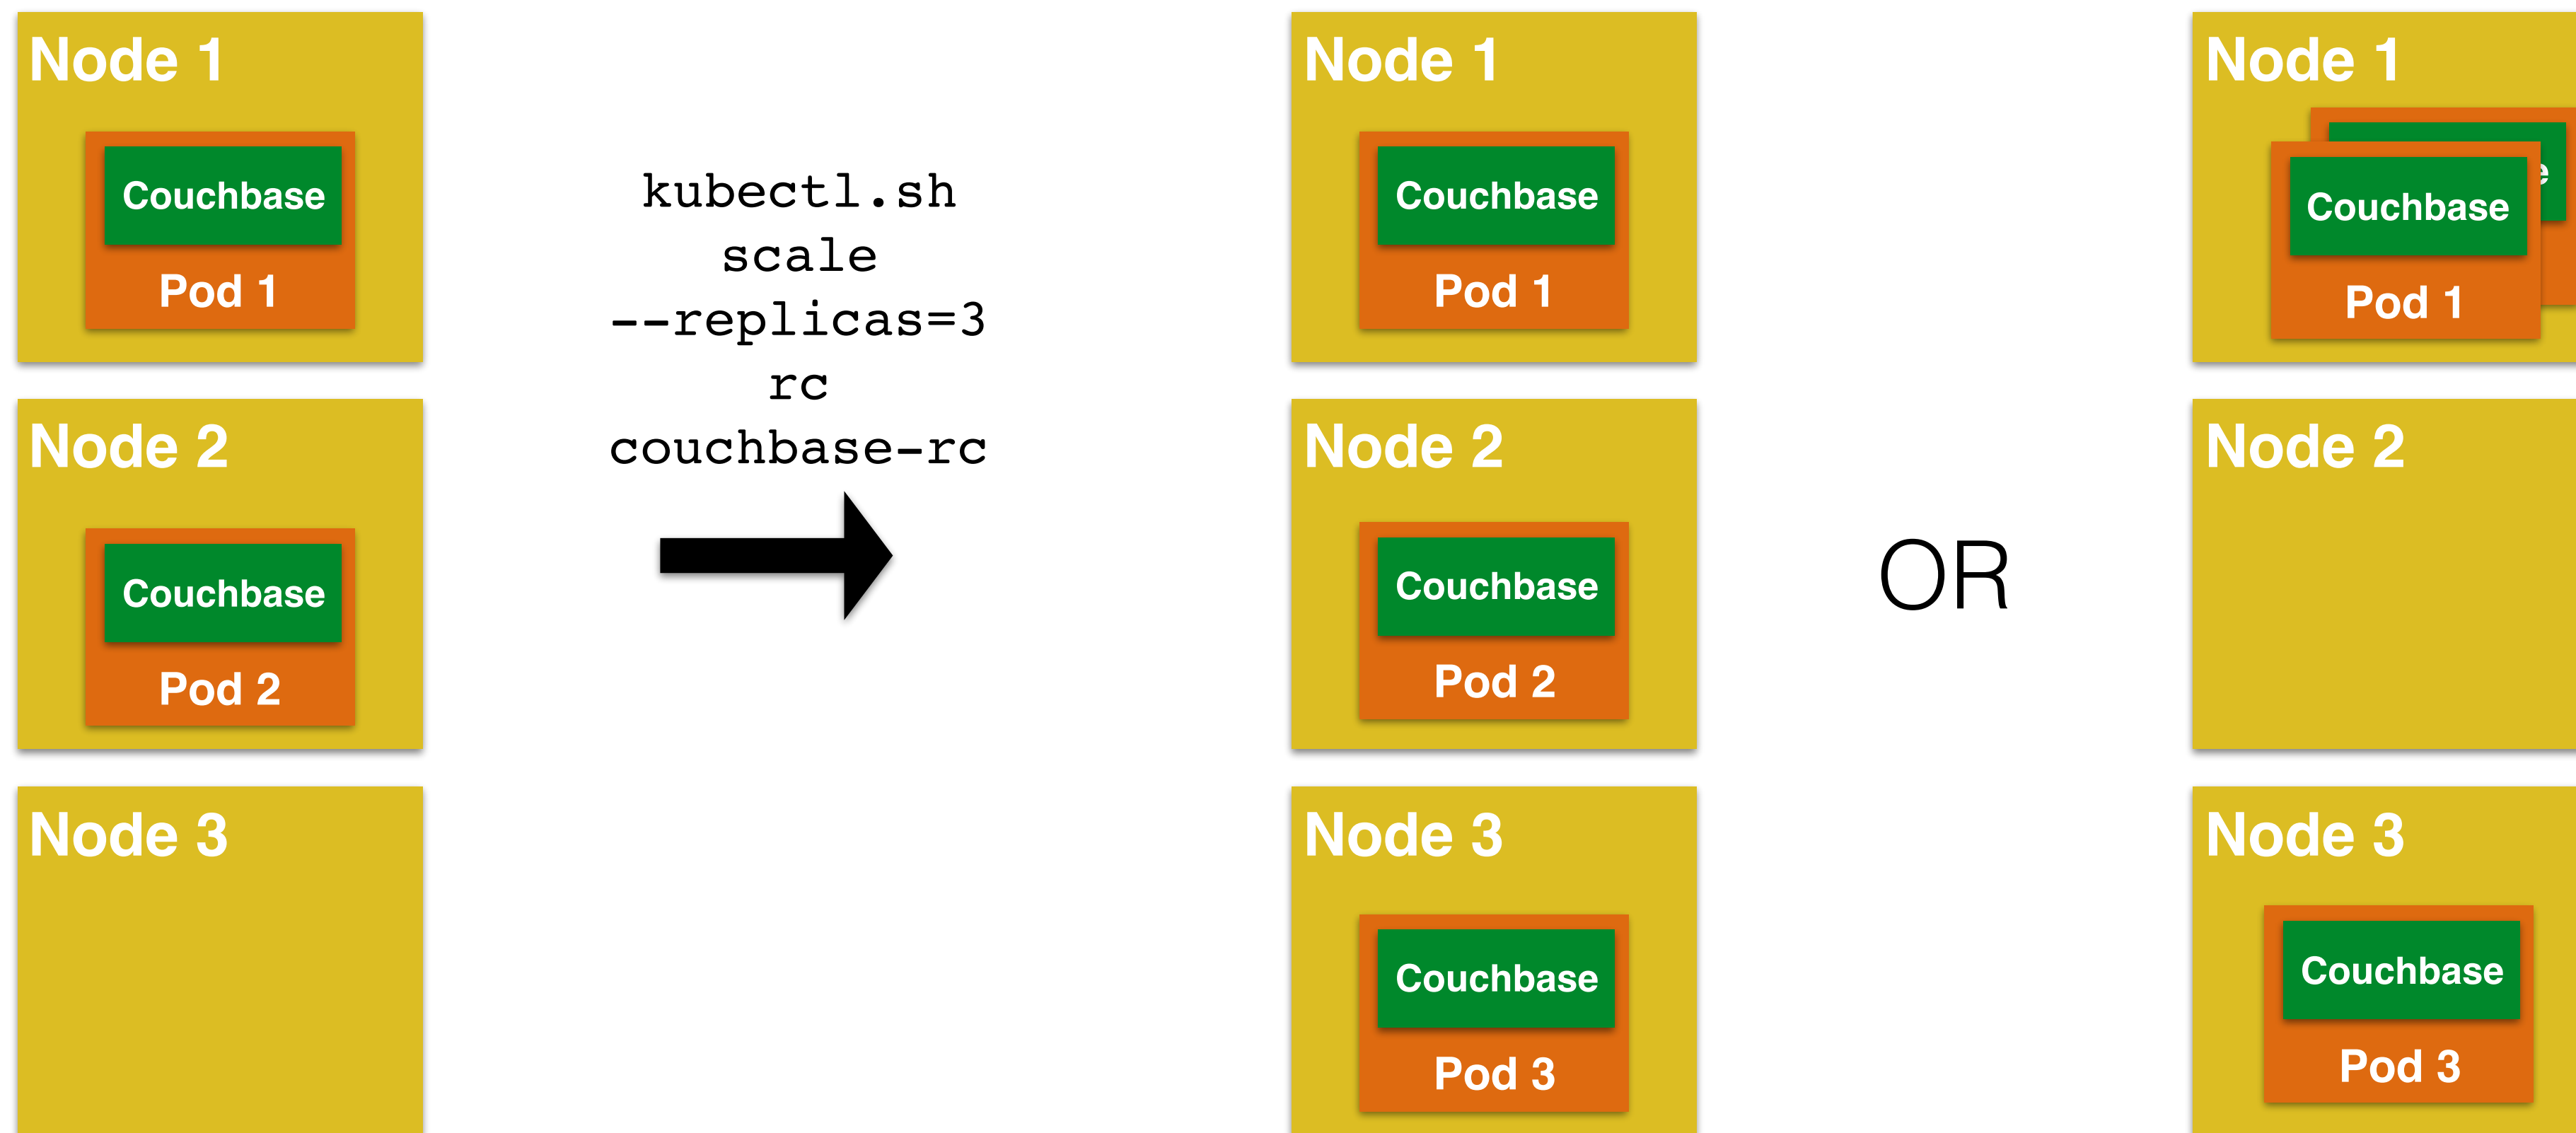 Node 1
Couchbase
Pod 1
Node 2
Couchbase
Pod 2
Node 3
kubectl.sh
scale
--replicas=3
rc
couchbase-rc
Node 1
Couchbase
Pod 1
Node 2
Couchbase
Pod 2
Node 3
Couchbase
Pod 3
OR
Node 1
Couchbase
Pod 1
Node 2
Node 3
Couchbase
Pod 3